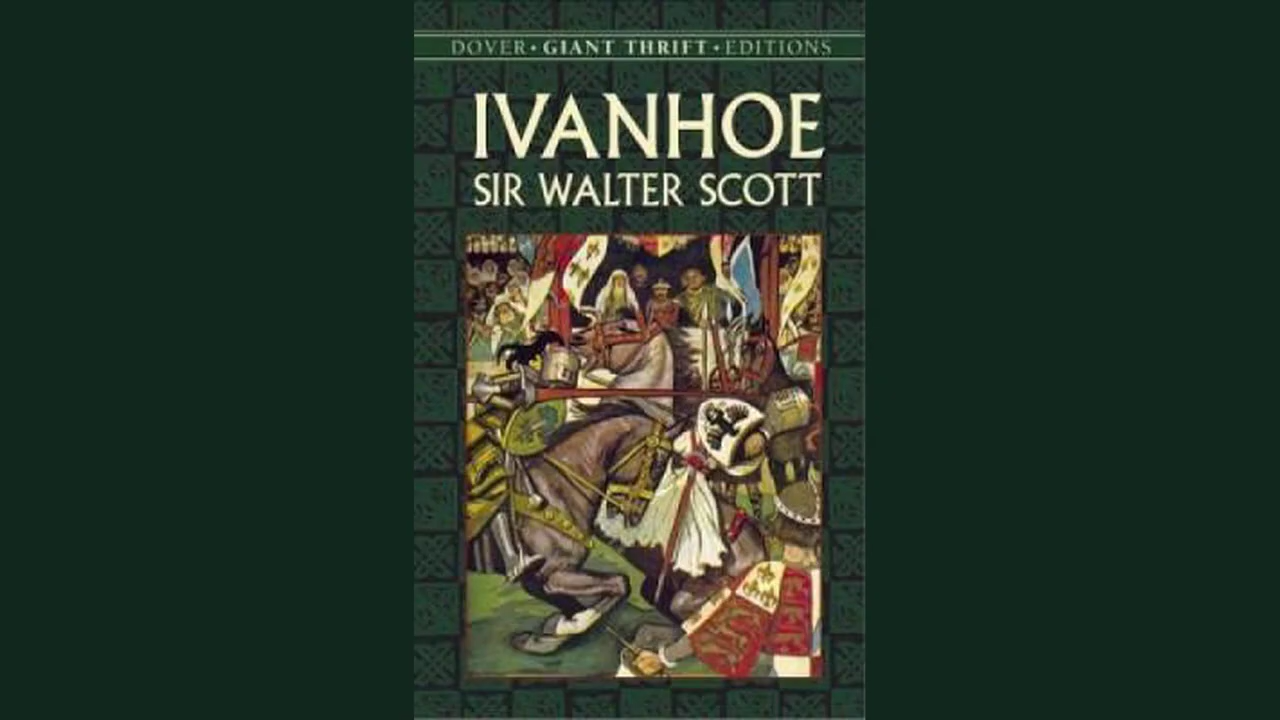 DOVER • GIANT THRIFT • EDITIONS
IVANHOE
SIR WALTER SCOTT